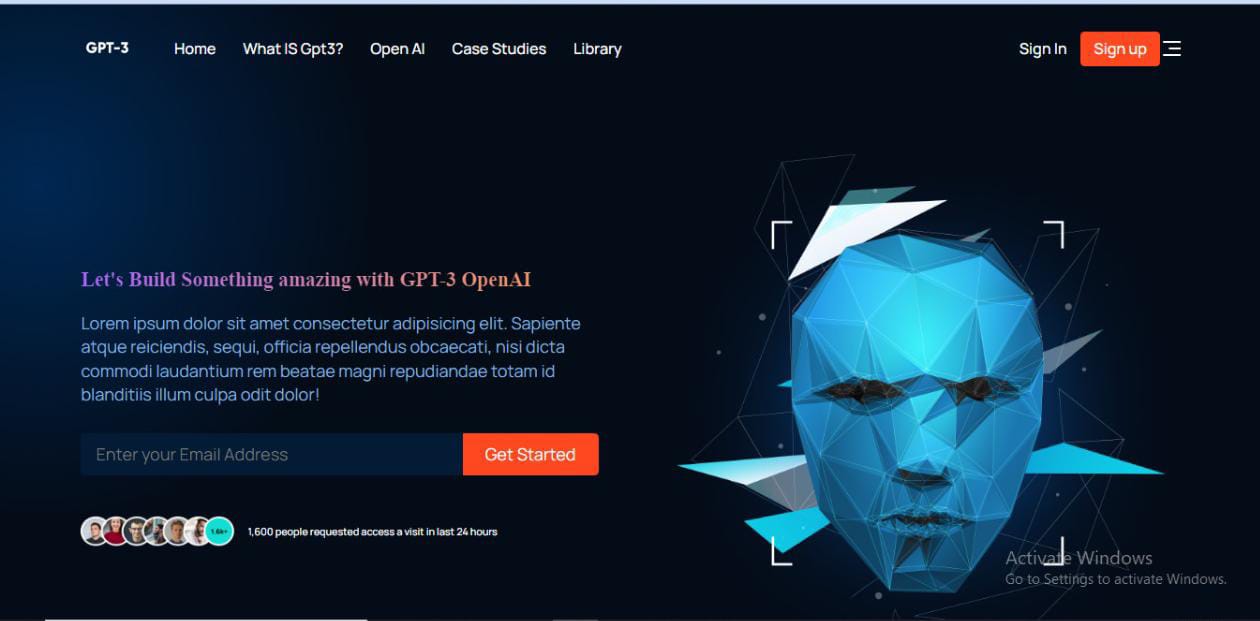 GPT-3 Home What IS Gpt3? Open AI Case Studies Library Sign In Sign up
Let's Build Something amazing with GPT-3 OpenAI
Lorem ipsum dolor sit amet consectetur adipisicing elit. Sapiente
atque reiciendis, sequi, officia repellendus obcaecati, nisi dicta
commodi laudantium rem beatae magni repudiandae totam id
blanditiis illum culpa odit dolor!
Enter your Email Address Get Started
1.6k+ 1,600 people requested access a visit in last 24 hours
Activate Windows
Go to Settings to activate Windows.